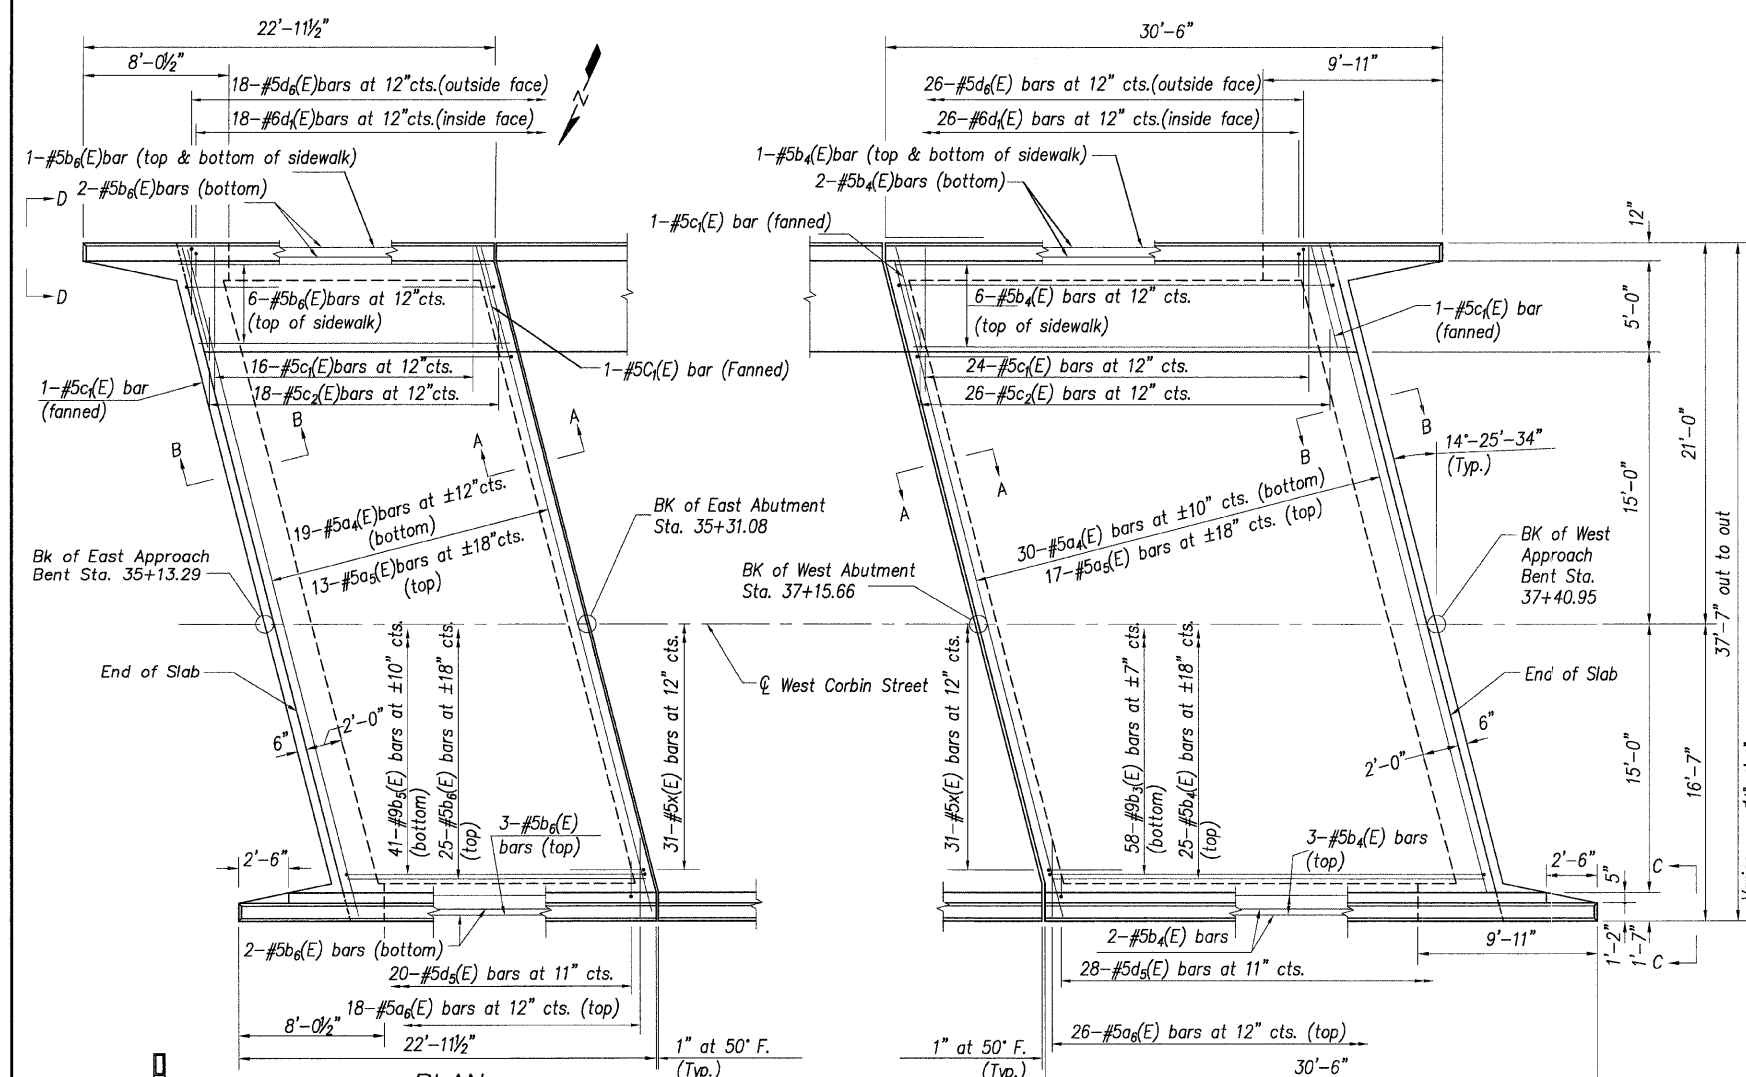 22'-11½"
8'-0½"
18-#5d6(E)bars at 12"cts.(outside face)
18-#6d1(E)bars at 12"cts.(inside face)
1-#5b6(E)bar (top & bottom of sidewalk)
2-#5b6(E)bars (bottom)
D
D
N
6-#5b6(E)bars at 12"cts.
(top of sidewalk)
16-#5c1(E)bars at 12"cts.
18-#5c2(E)bars at 12"cts.
1-#5c1(E) bar
(fanned)
1-#5C1(E) bar (Fanned)
B
B
A
A
19-#5a4(E)bars at ±12"cts.
(bottom)
13-#5a5(E)bars at ±18"cts.
(top)
BK of East Abutment
Sta. 35+31.08
Bk of East Approach
Bent Sta. 35+13.29
End of Slab
6"
2'-0"
41-#9b5(E) bars at ±10" cts.
(bottom)
25-#5b6(E) bars at ±18" cts.
(top)
3-#5b6(E)
bars (top)
31-#5x(E) bars at 12" cts.
2'-6"
2-#5b6(E) bars (bottom)
20-#5d5(E) bars at 11" cts.
18-#5a6(E) bars at 12" cts. (top)
8'-0½"
22'-11½"
1" at 50° F.
(Typ.)
PLAN
℄ West Corbin Street
30'-6"
9'-11"
26-#5d6(E) bars at 12" cts.(outside face)
26-#6d1(E) bars at 12" cts.(inside face)
1-#5b4(E)bar (top & bottom of sidewalk)
2-#5b4(E)bars (bottom)
1-#5c1(E) bar (fanned)
6-#5b4(E) bars at 12" cts.
(top of sidewalk)
24-#5c1(E) bars at 12" cts.
26-#5c2(E) bars at 12" cts.
1-#5c1(E) bar
(fanned)
12"
5'-0"
15'-0"
21'-0"
37'-7" out to out
15'-0"
16'-7"
B
B
14°-25'-34"
(Typ.)
A
A
30-#5a4(E) bars at ±10" cts. (bottom)
17-#5a5(E) bars at ±18" cts. (top)
BK of West Abutment
Sta. 37+15.66
BK of West
Approach
Bent Sta.
37+40.95
End of Slab
6"
2'-0"
31-#5x(E) bars at 12" cts.
58-#9b3(E) bars at ±7" cts.
(bottom)
25-#5b4(E) bars at ±18" cts.
(top)
3-#5b4(E) bars
(top)
2'-6"
5"
C
C
1'-2"
1'-7"
2-#5b4(E) bars
9'-11"
28-#5d5(E) bars at 11" cts.
26-#5a6(E) bars at 12" cts. (top)
1" at 50° F.
(Typ.)
30'-6"